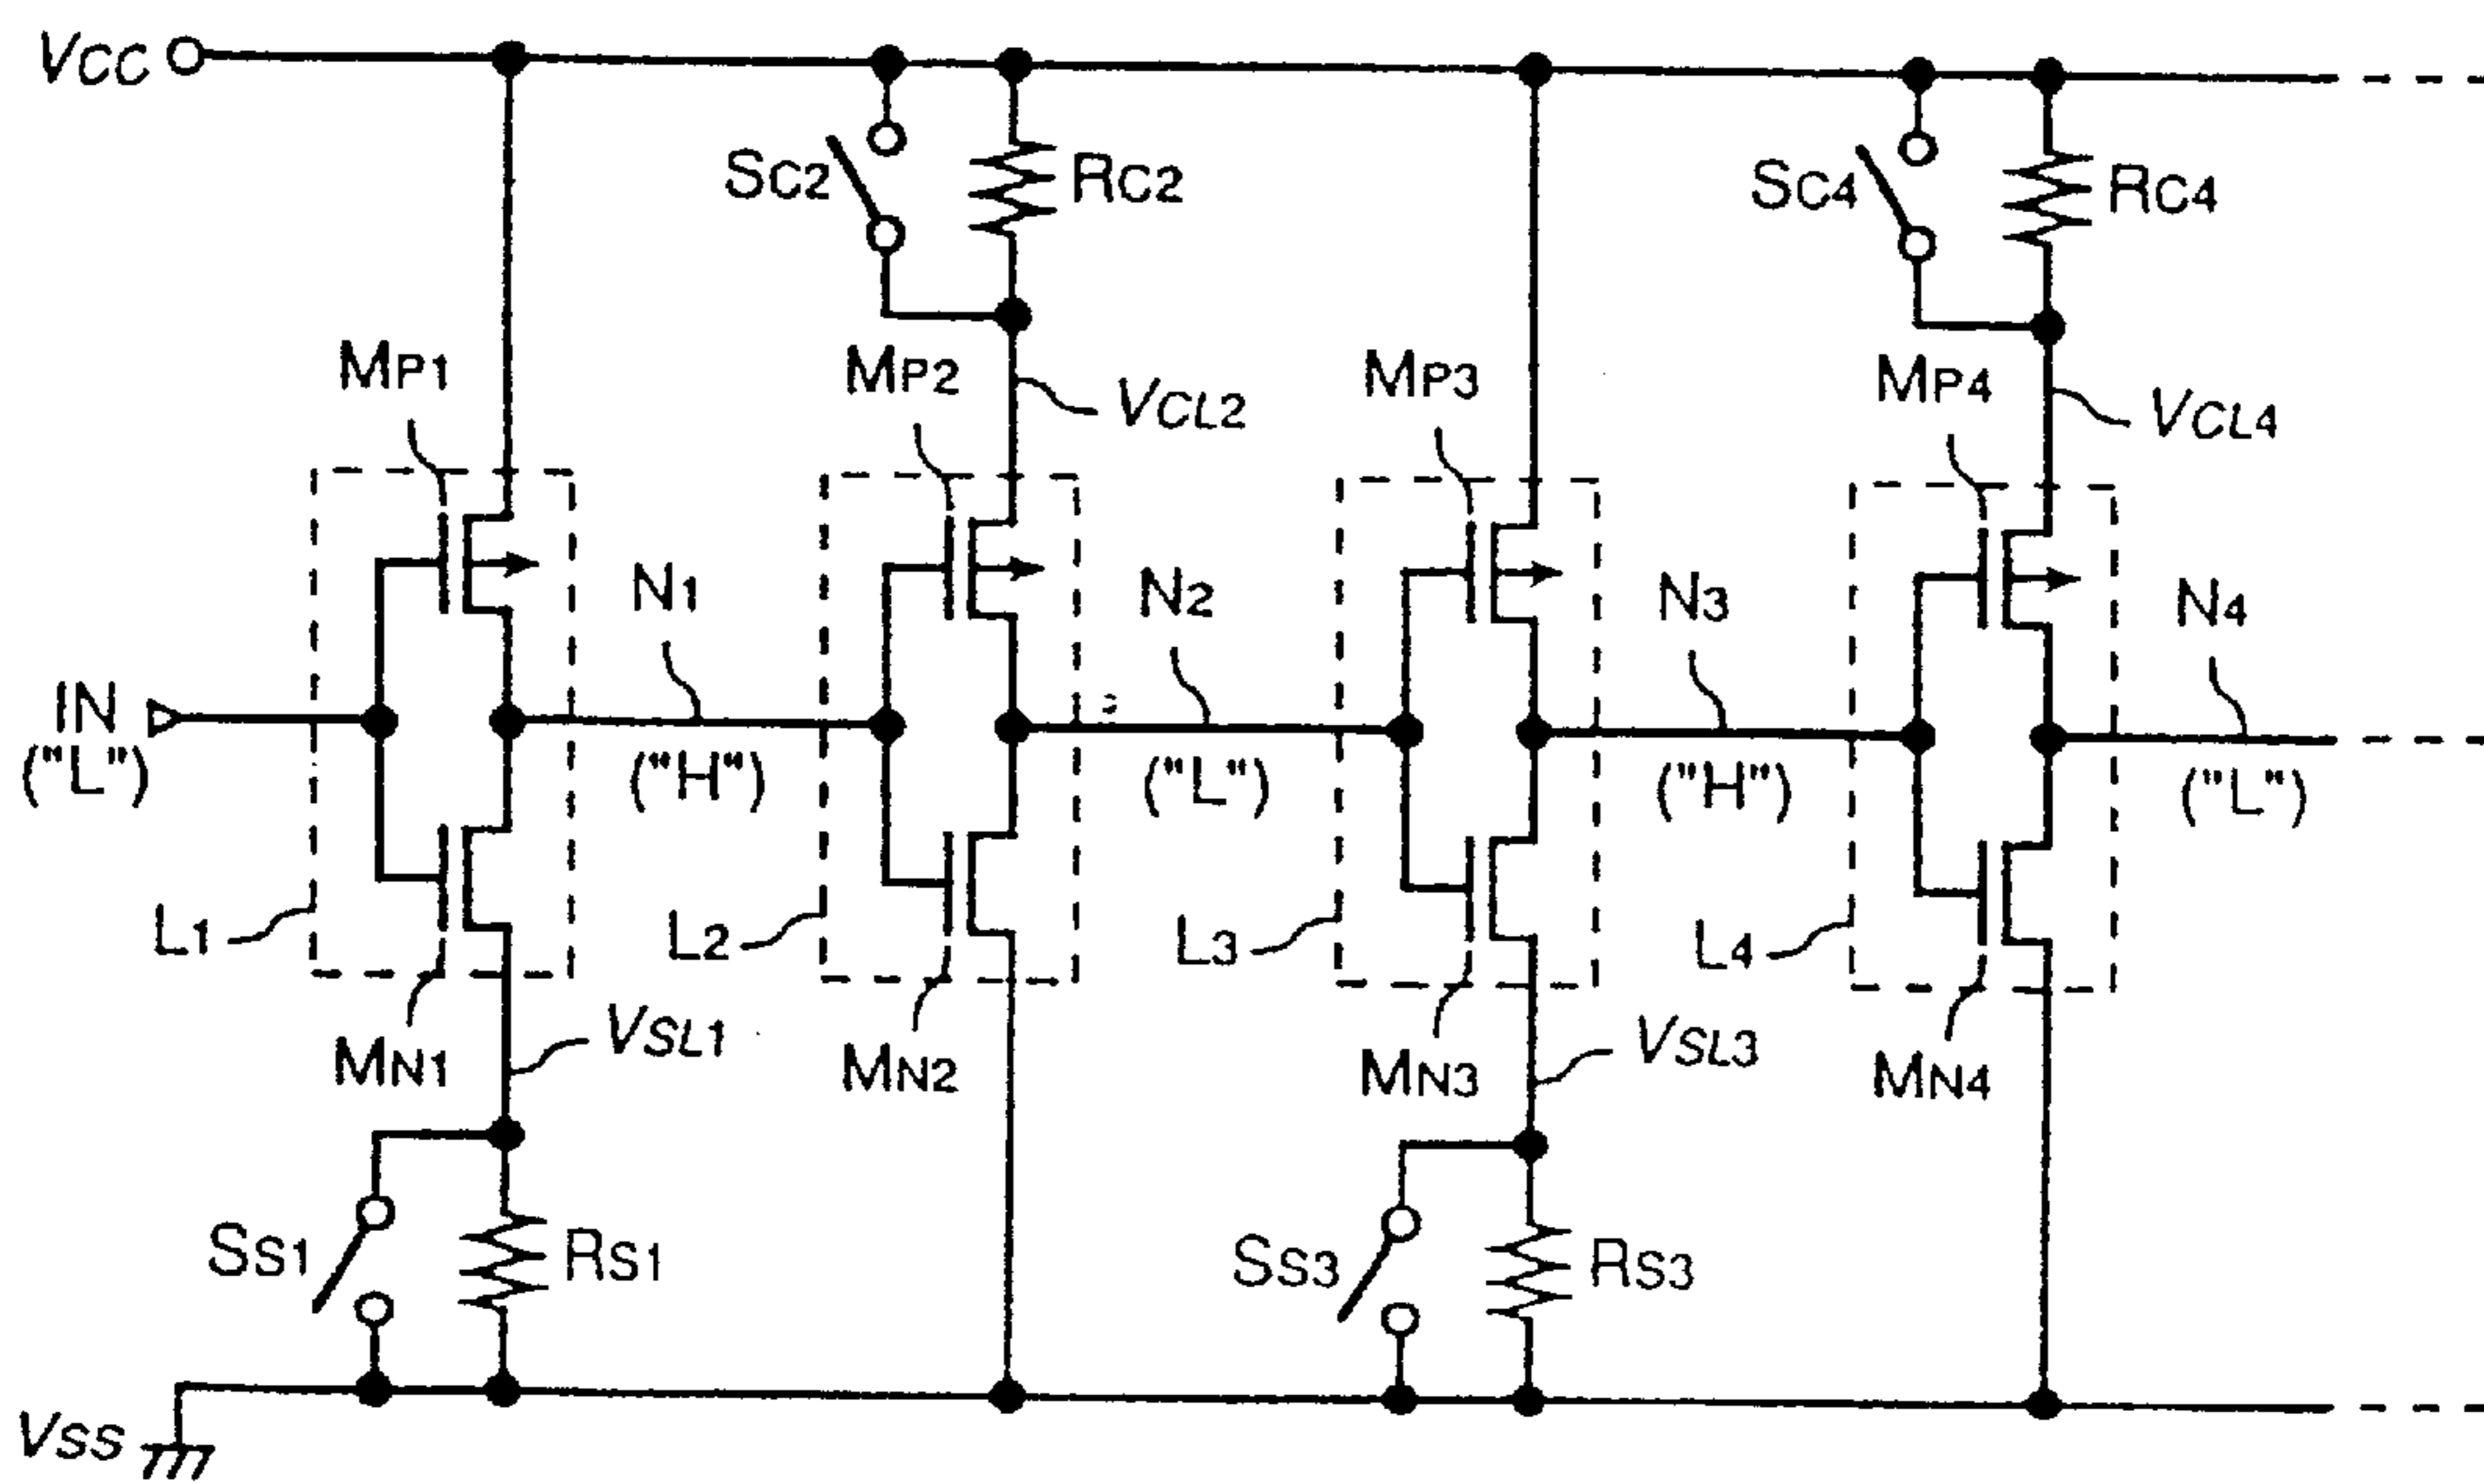 VCC
SC2
RC2
SC4
RC4
MP1
MP2
VCL2
MP3
MP4
VCL4
N1
N2
N3
N4
IN
("L")
("H")
("L")
("H")
("L")
L1
L2
L3
L4
MN1
VSL1
MN2
MN3
VSL3
MN4
SS1
RS1
SS3
RS3
VSS